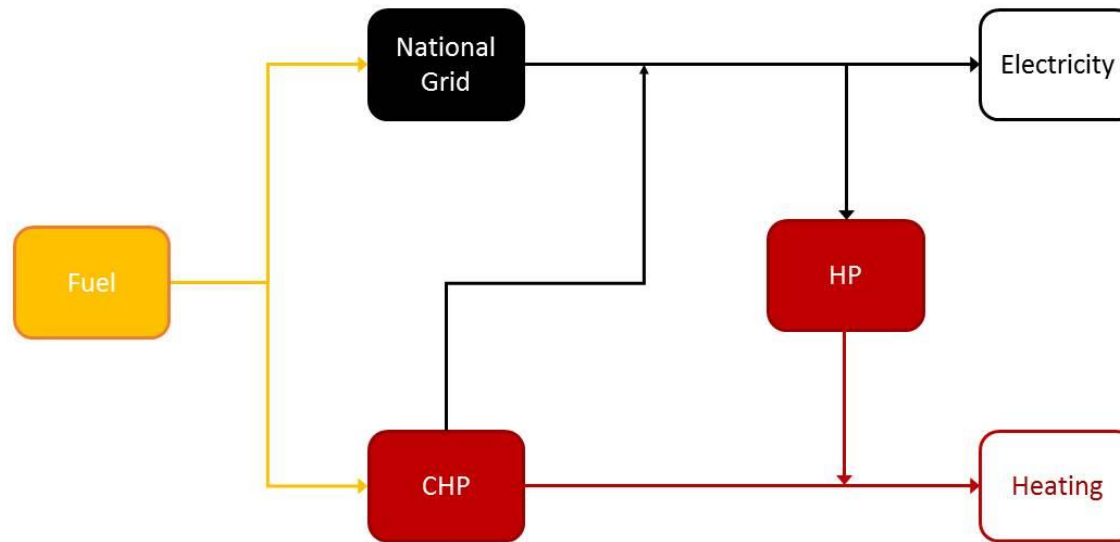 National
Grid
Electricity
Fuel
HP
CHP
Heating